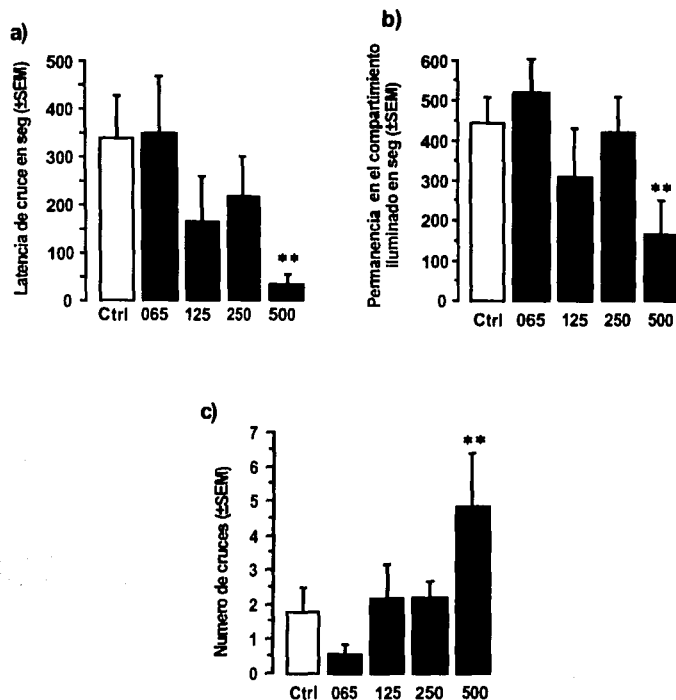 a)
Latencia de cruce en seg (±SEM)
500
400
300
200
100
0
**
Ctrl 065 125 250 500
b)
Permanencia en el compartimiento
iluminado en seg (±SEM)
600
500
400
300
200
100
0
**
Ctrl 065 125 250 500
c)
Numero de cruces (±SEM)
7
6
5
4
3
2
1
0
**
Ctrl 065 125 250 500